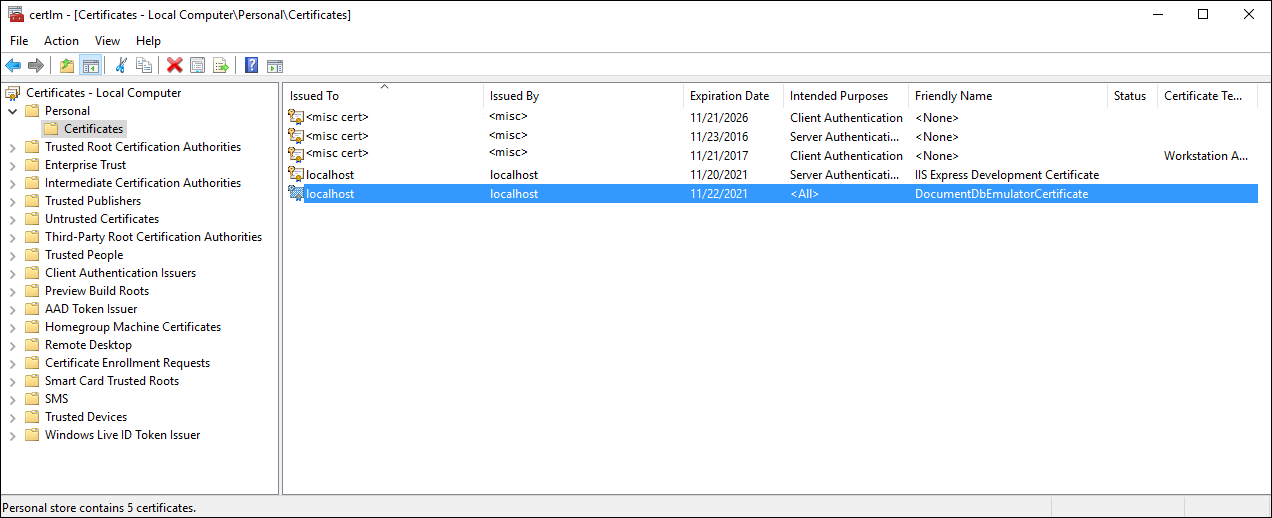 certlm - [Certificates - Local Computer\Personal\Certificates]
File Action View Help
Certificates - Local Computer
Personal
Certificates
Trusted Root Certification Authorities
Enterprise Trust
Intermediate Certification Authorities
Trusted Publishers
Untrusted Certificates
Third-Party Root Certification Authorities
Trusted People
Client Authentication Issuers
Preview Build Roots
AAD Token Issuer
Homegroup Machine Certificates
Remote Desktop
Certificate Enrollment Requests
Smart Card Trusted Roots
SMS
Trusted Devices
Windows Live ID Token Issuer
Issued To Issued By Expiration Date Intended Purposes Friendly Name Status Certificate Te...
<misc cert> <misc> 11/21/2026 Client Authentication <None>
<misc cert> <misc> 11/23/2016 Server Authenticati... <None>
<misc cert> <misc> 11/21/2017 Client Authentication <None> Workstation A...
localhost localhost 11/20/2021 Server Authenticati... IIS Express Development Certificate
localhost localhost 11/22/2021 <All> DocumentDbEmulatorCertificate
Personal store contains 5 certificates.